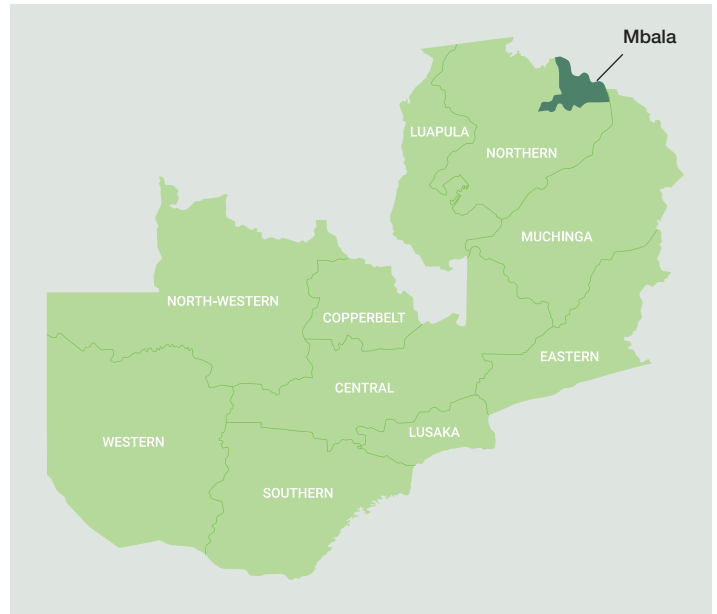 Mbala
LUAPULA
NORTHERN
MUCHINGA
NORTH-WESTERN
COPPERBELT
EASTERN
CENTRAL
LUSAKA
WESTERN
SOUTHERN